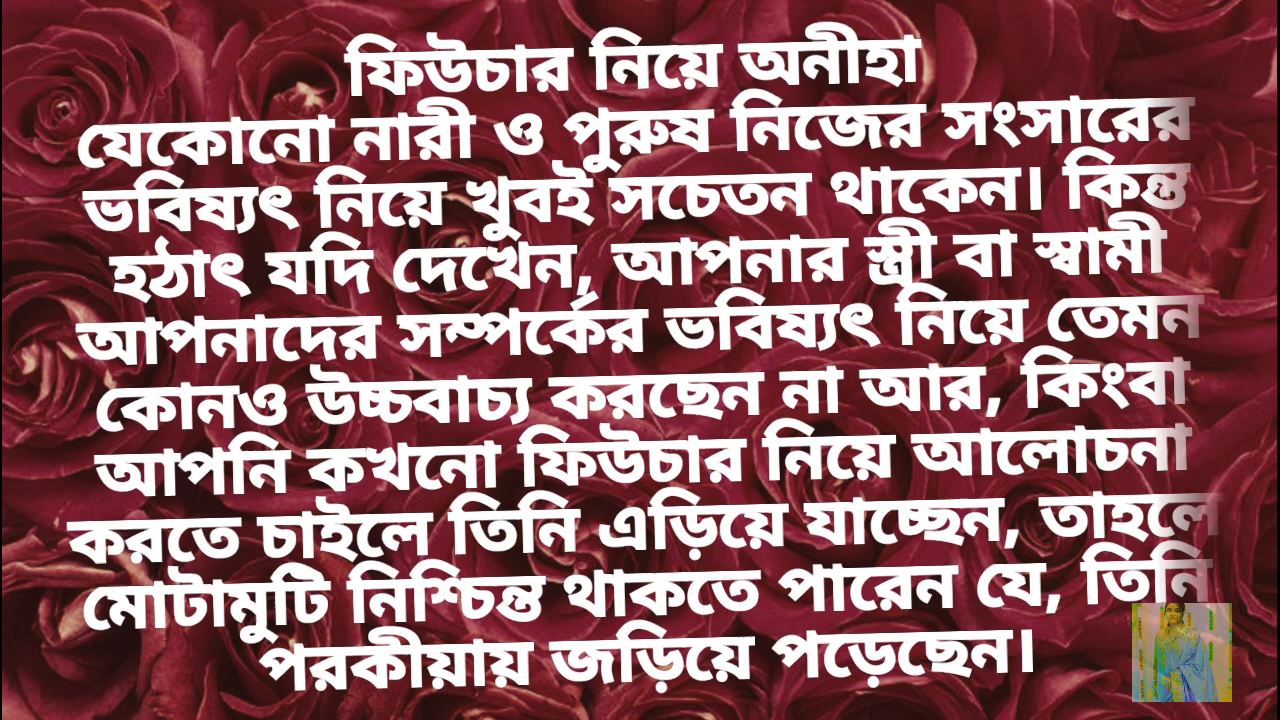 ফিউচার নিয়ে অনীহা
যেকোনো নারী ও পুরুষ নিজের সংসারের
ভবিষ্যৎ নিয়ে খুবই সচেতন থাকেন। কিন্তু
হঠাৎ যদি দেখেন, আপনার স্ত্রী বা স্বামী
আপনাদের সম্পর্কের ভবিষ্যৎ নিয়ে তেমন
কোনও উচ্চবাচ্য করছেন না আর, কিংবা
আপনি কখনো ফিউচার নিয়ে আলোচনা
করতে চাইলে তিনি এড়িয়ে যাচ্ছেন, তাহলে
মোটামুটি নিশ্চিন্ত থাকতে পারেন যে, তিনি
পরকীয়ায় জড়িয়ে পড়েছেন।